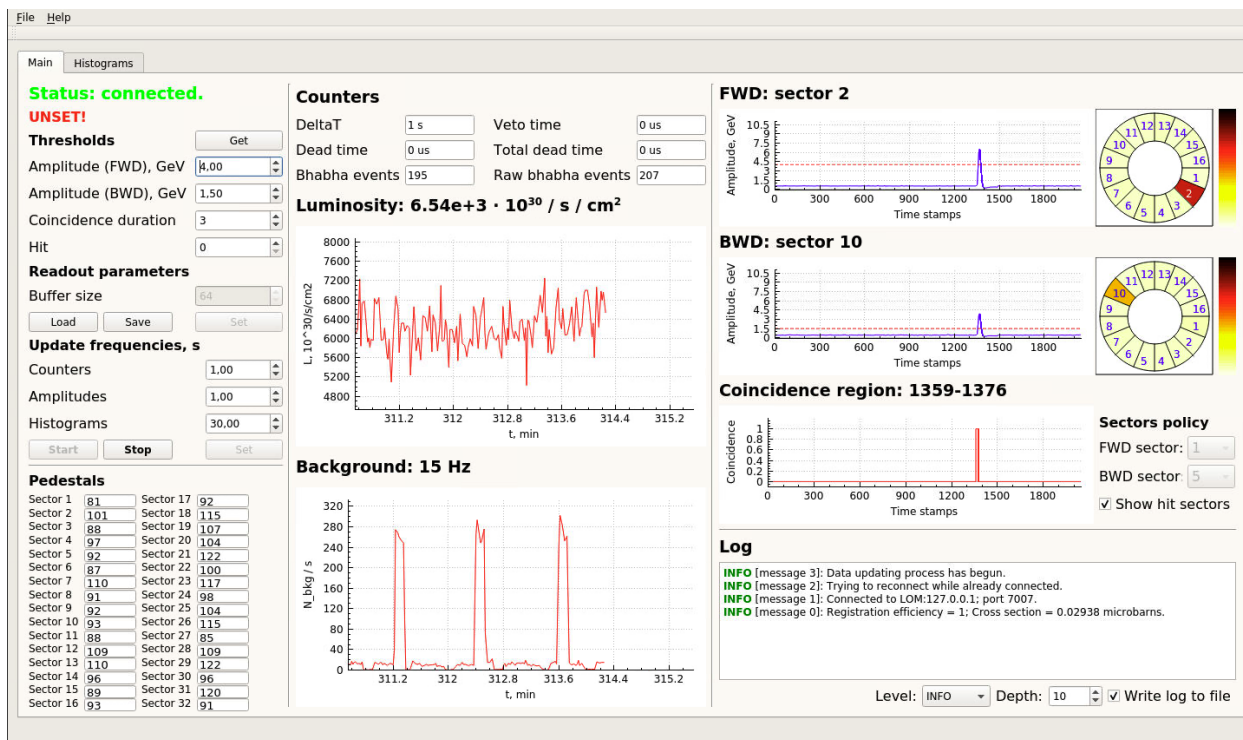 File Help
Main Histograms
Status: connected.
UNSET!
Thresholds Get
Amplitude (FWD), GeV 4,00
Amplitude (BWD), GeV 1,50
Coincidence duration 3
Hit 0
Readout parameters
Buffer size 64
Load Save Set
Update frequencies, s
Counters 1,00
Amplitudes 1,00
Histograms 30,00
Start Stop Set
Pedestals
Sector 1 81 Sector 17 92
Sector 2 101 Sector 18 115
Sector 3 88 Sector 19 107
Sector 4 97 Sector 20 104
Sector 5 92 Sector 21 122
Sector 6 87 Sector 22 100
Sector 7 110 Sector 23 117
Sector 8 91 Sector 24 98
Sector 9 92 Sector 25 104
Sector 10 93 Sector 26 115
Sector 11 88 Sector 27 85
Sector 12 109 Sector 28 109
Sector 13 110 Sector 29 122
Sector 14 96 Sector 30 96
Sector 15 89 Sector 31 120
Sector 16 93 Sector 32 91
Counters
DeltaT 1 s Veto time 0 us
Dead time 0 us Total dead time 0 us
Bhabha events 195 Raw bhabha events 207
Luminosity: 6.54e+3 · 10³⁰ / s / cm²
L, 10^30/s/cm2
8000
7600
7200
6800
6400
6000
5600
5200
4800
311.2 312 312.8 313.6 314.4 315.2
t, min
Background: 15 Hz
N_bkg / s
320
280
240
200
160
120
80
40
0
311.2 312 312.8 313.6 314.4 315.2
t, min
FWD: sector 2
Amplitude, GeV
10.5
9
7.5
6
4.5
3
1.5
0
0 300 600 900 1200 1500 1800
Time stamps
1 2 3 4 5 6 7 8 9 10 11 12 13 14 15 16
BWD: sector 10
Amplitude, GeV
10.5
9
7.5
6
4.5
3
1.5
0
0 300 600 900 1200 1500 1800
Time stamps
1 2 3 4 5 6 7 8 9 10 11 12 13 14 15 16
Coincidence region: 1359-1376
Coincidence
1
0.8
0.6
0.4
0.2
0
0 300 600 900 1200 1500 1800
Time stamps
Sectors policy
FWD sector: 1
BWD sector: 5
Show hit sectors
Log
INFO [message 3]: Data updating process has begun.
INFO [message 2]: Trying to reconnect while already connected.
INFO [message 1]: Connected to LOM:127.0.0.1; port 7007.
INFO [message 0]: Registration efficiency = 1; Cross section = 0.02938 microbarns.
Level: INFO Depth: 10 Write log to file